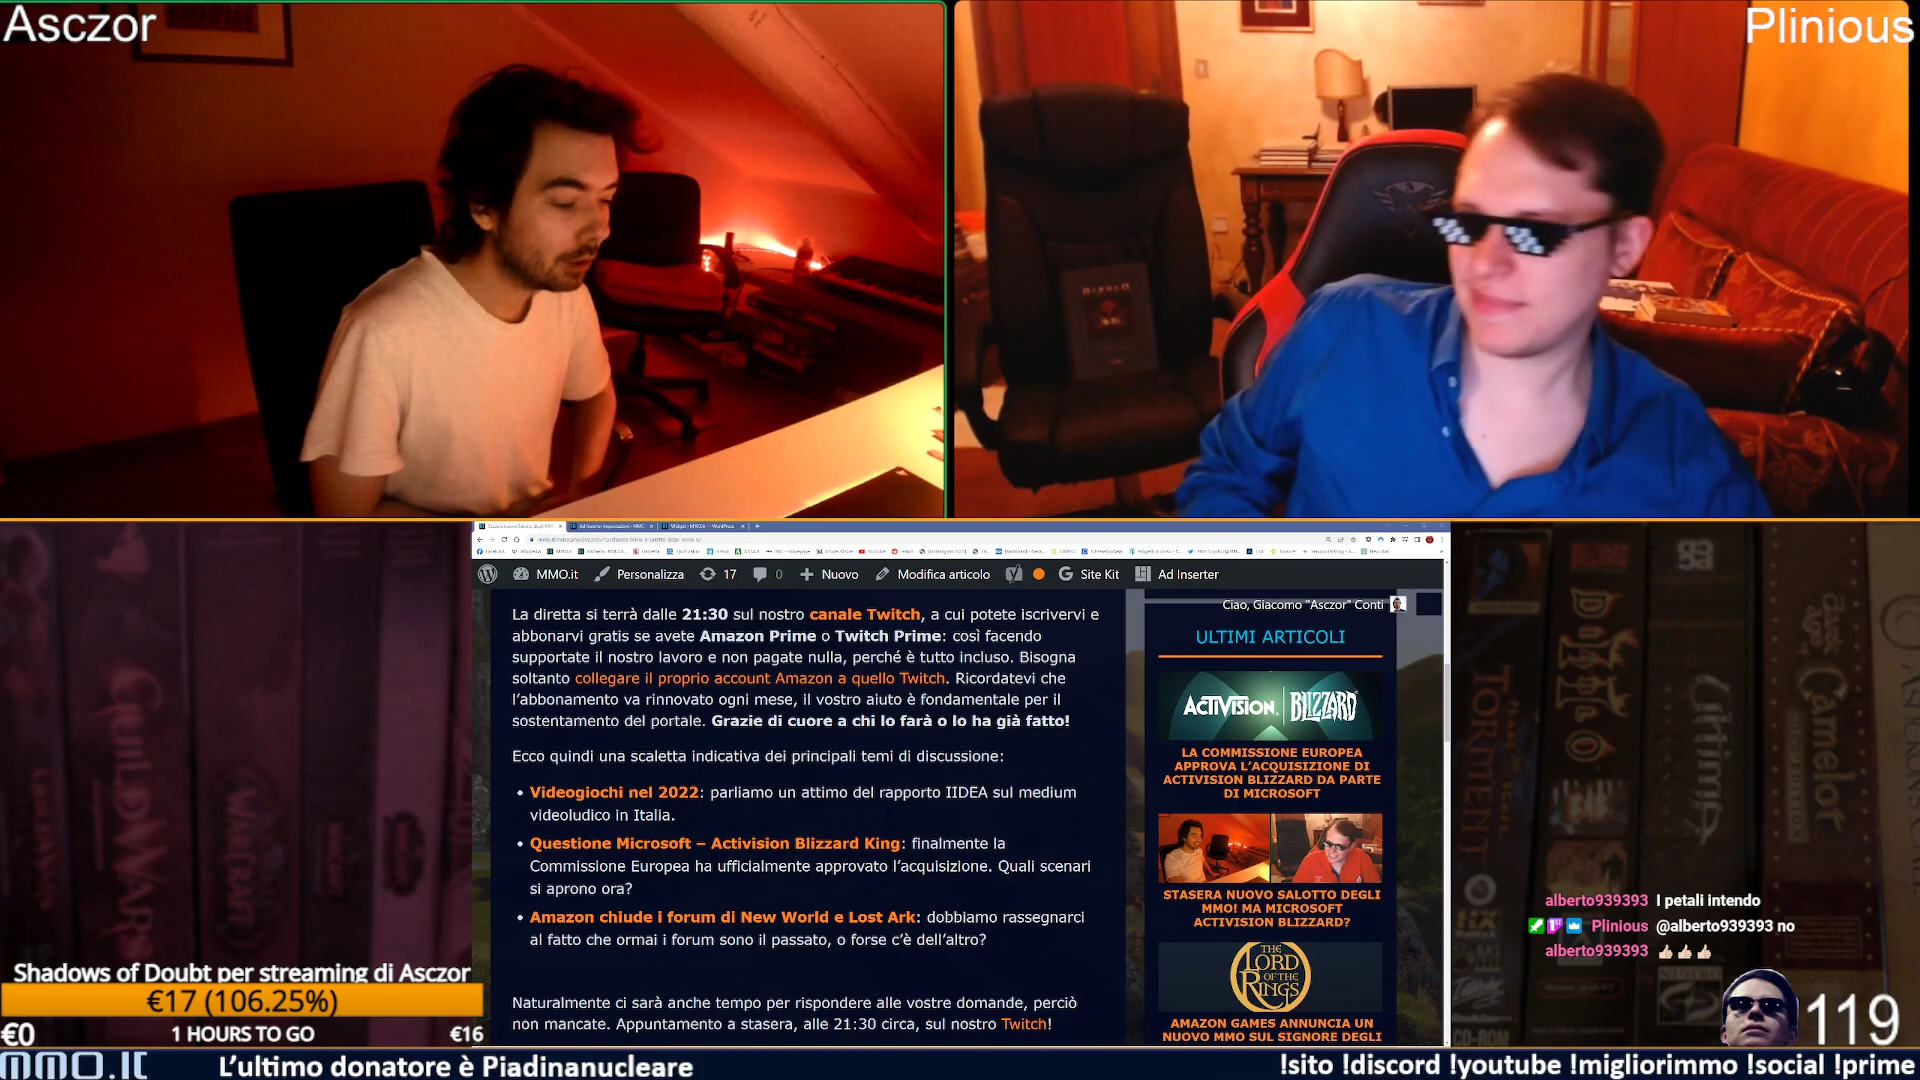 Asczor
Plinious
DIABLO
MMO.it
Personalizza
17
0
Nuovo
Modifica articolo
Site Kit
Ad Inserter
Ciao, Giacomo "Asczor" Conti
La diretta si terrà dalle 21:30 sul nostro canale Twitch, a cui potete iscrivervi e
abbonarvi gratis se avete Amazon Prime o Twitch Prime: così facendo
supportate il nostro lavoro e non pagate nulla, perché è tutto incluso. Bisogna
soltanto collegare il proprio account Amazon a quello Twitch. Ricordatevi che
l'abbonamento va rinnovato ogni mese, il vostro aiuto è fondamentale per il
sostentamento del portale. Grazie di cuore a chi lo farà o lo ha già fatto!
Ecco quindi una scaletta indicativa dei principali temi di discussione:
• Videogiochi nel 2022: parliamo un attimo del rapporto IIDEA sul medium
videoludico in Italia.
• Questione Microsoft – Activision Blizzard King: finalmente la
Commissione Europea ha ufficialmente approvato l'acquisizione. Quali scenari
si aprono ora?
• Amazon chiude i forum di New World e Lost Ark: dobbiamo rassegnarci
al fatto che ormai i forum sono il passato, o forse c'è dell'altro?
Naturalmente ci sarà anche tempo per rispondere alle vostre domande, perciò
non mancate. Appuntamento a stasera, alle 21:30 circa, sul nostro Twitch!
ULTIMI ARTICOLI
ACTIVISION. BLIZZARD
LA COMMISSIONE EUROPEA
APPROVA L'ACQUISIZIONE DI
ACTIVISION BLIZZARD DA PARTE
DI MICROSOFT
STASERA NUOVO SALOTTO DEGLI
MMO! MA MICROSOFT
ACTIVISION BLIZZARD?
THE
LORD
OF THE
RINGS
AMAZON GAMES ANNUNCIA UN
NUOVO MMO SUL SIGNORE DEGLI
GUILD WARS
WARCRAFT
TORMENT
Diablo
Ultima
Camelot
CD-ROM
alberto939393 I petali intendo
Plinious @alberto939393 no
alberto939393 👍🏻👍🏻👍🏻
119
Shadows of Doubt per streaming di Asczor
€17 (106.25%)
€0
1 HOURS TO GO
€16
MMO.IT
L'ultimo donatore è Piadinanucleare
!sito !discord !youtube !migliorimmo !social !prime